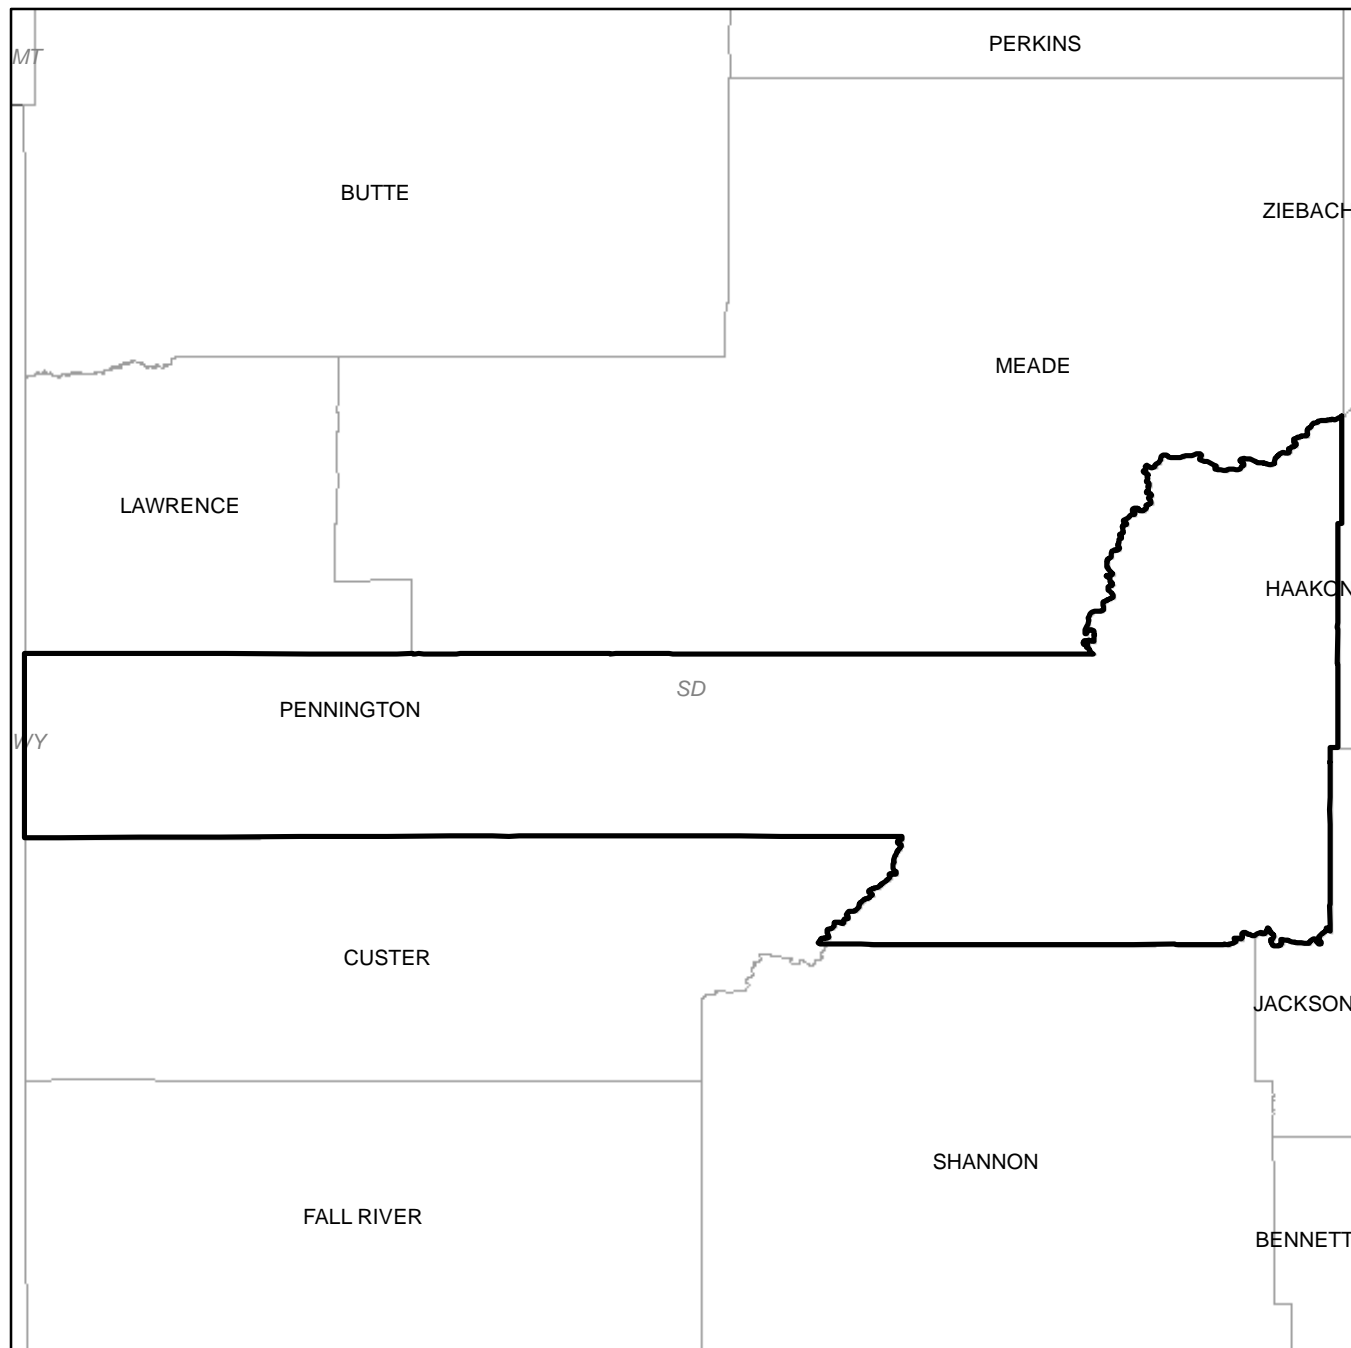 PERKINS
MT
BUTTE
ZIEBACH
MEADE
LAWRENCE
HAAKON
SD
PENNINGTON
WY
CUSTER
JACKSON
SHANNON
FALL RIVER
BENNETT